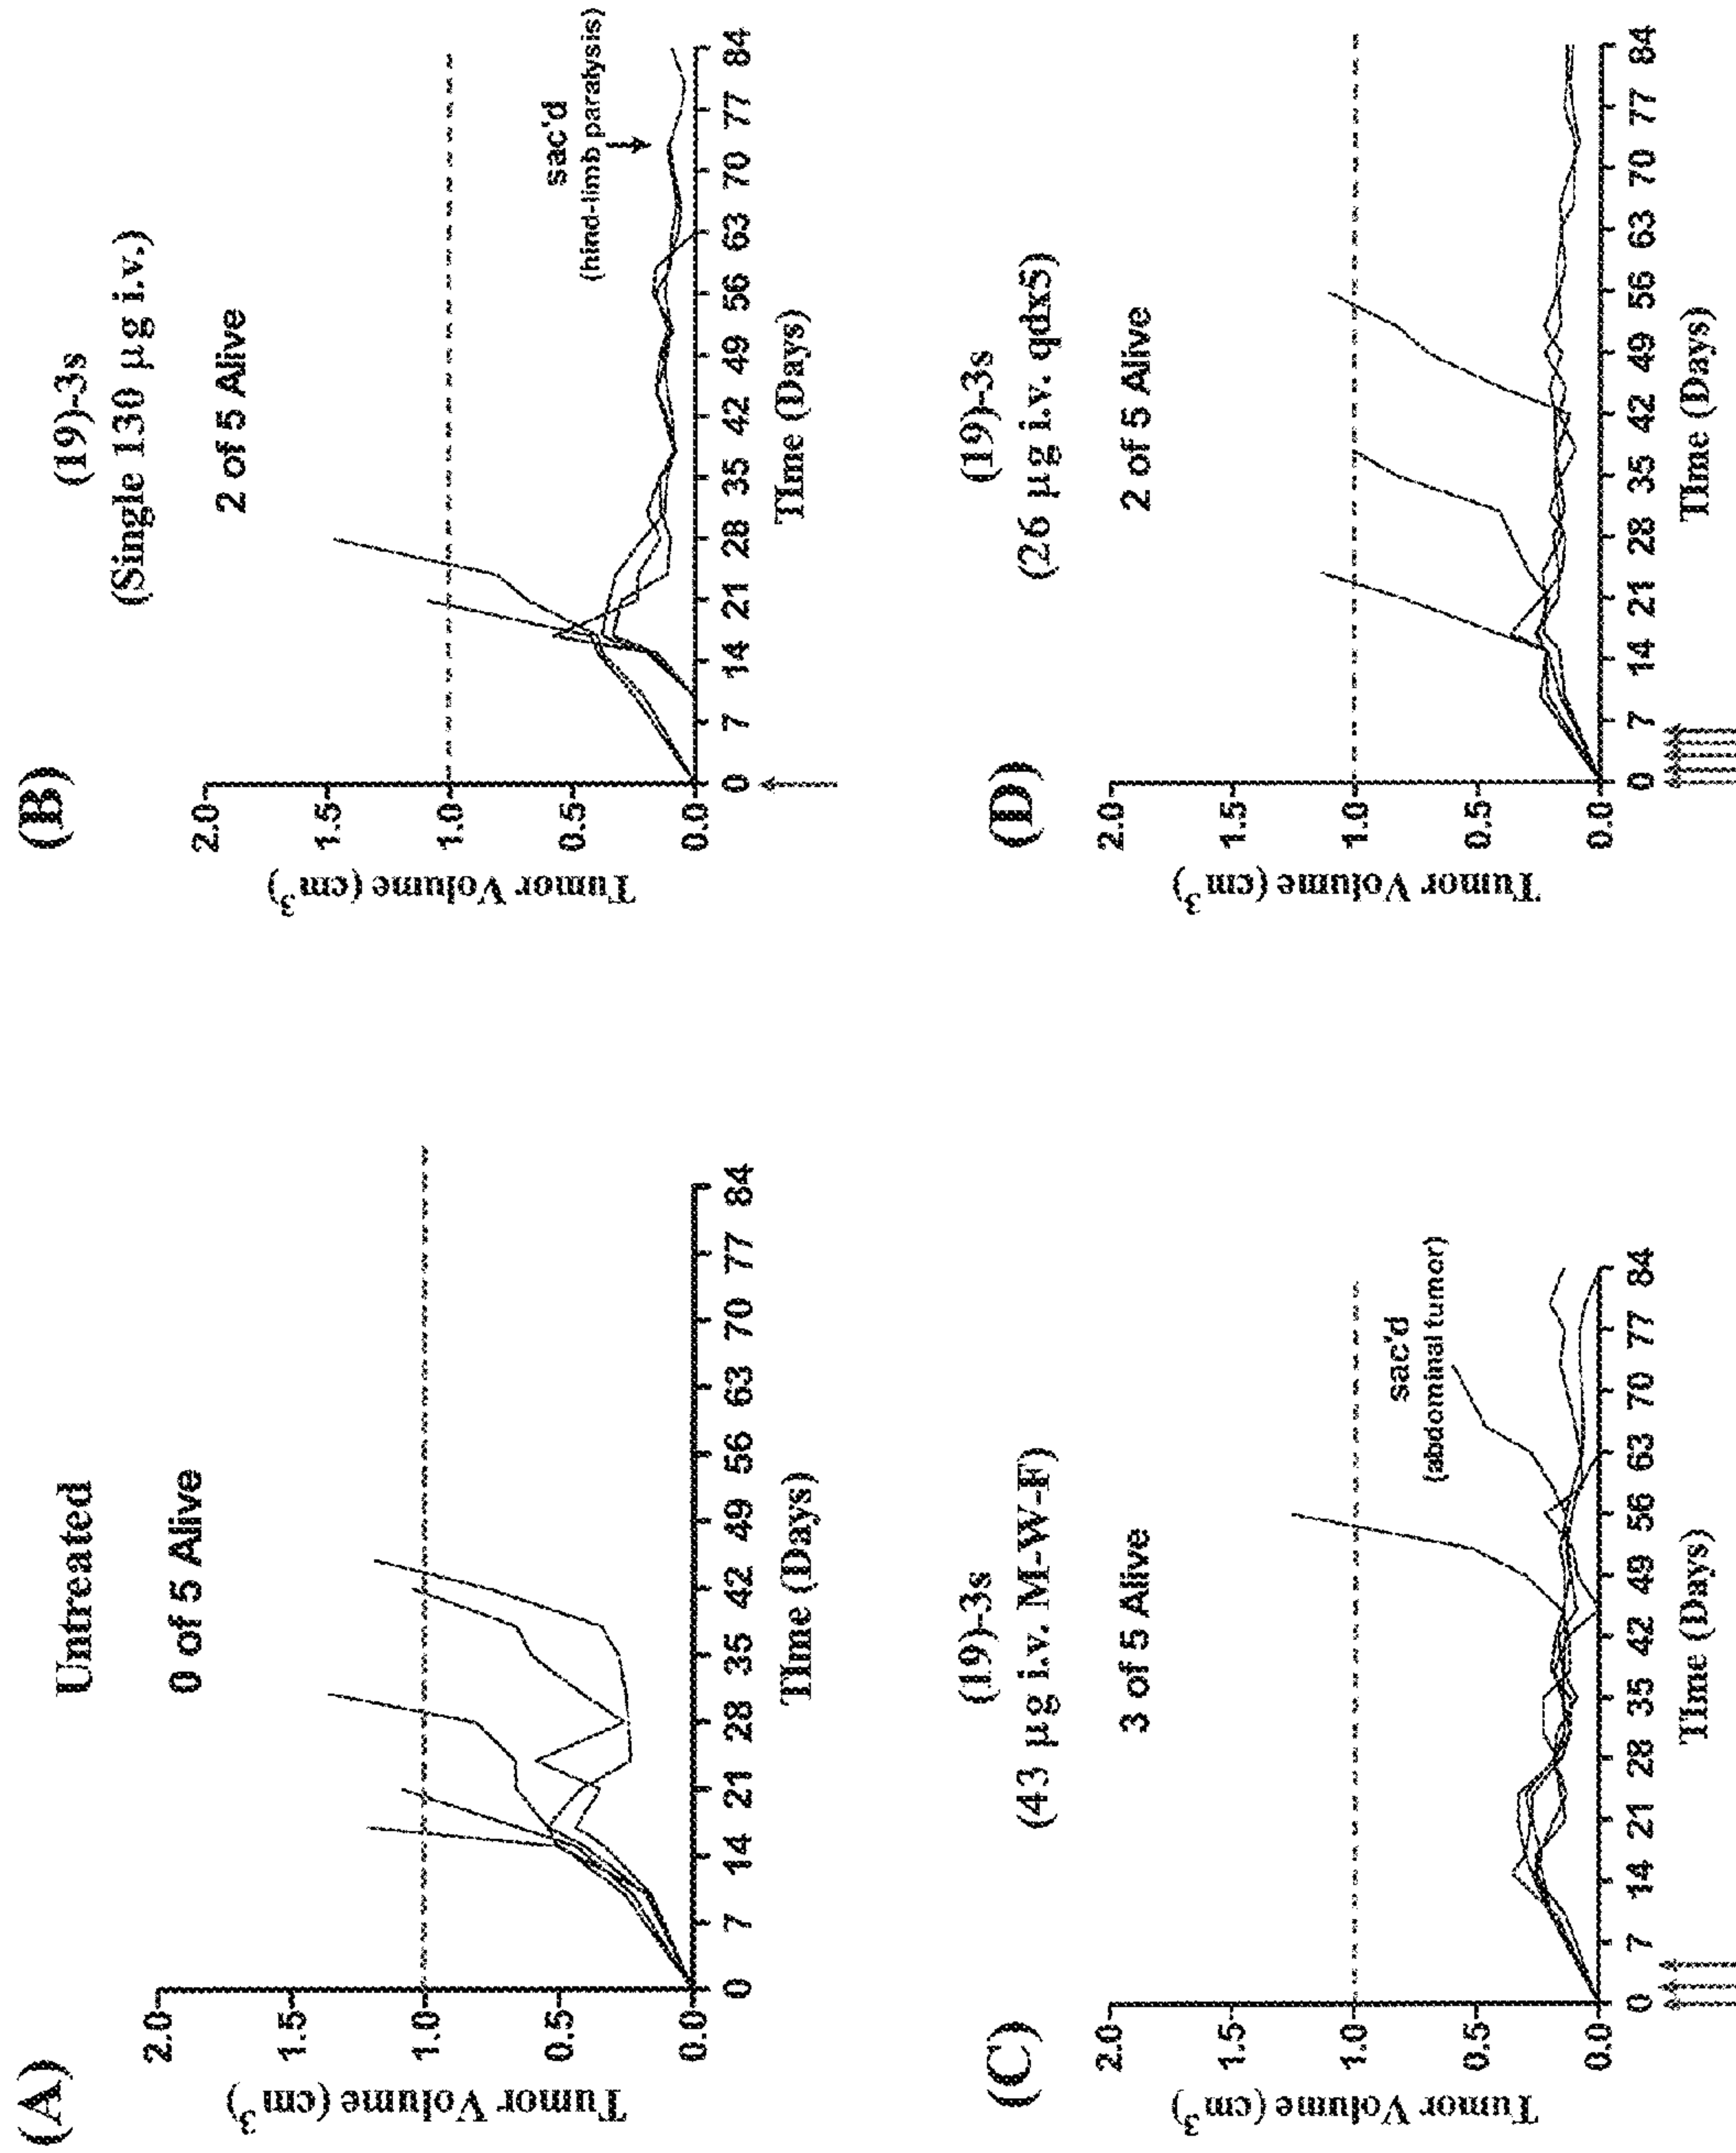 (A)
Untreated
0 of 5 Alive
Tumor Volume (cm3)
2.0
1.5
1.0
0.5
0.0
0 7 14 21 28 35 42 49 56 63 70 77 84
TIme (Days)
(B)
(19)-3s
(Single 130 µg i.v.)
2 of 5 Alive
sac'd
(hind-limb paralysis)
Tumor Volume (cm3)
2.0
1.5
1.0
0.5
0.0
0 7 14 21 28 35 42 49 56 63 70 77 84
TIme (Days)
(C)
(19)-3s
(43 µg i.v. M-W-F)
3 of 5 Alive
sac'd
(abdominal tumor)
Tumor Volume (cm3)
2.0
1.5
1.0
0.5
0.0
0 7 14 21 28 35 42 49 56 63 70 77 84
TIme (Days)
(D)
(19)-3s
(26 µg i.v. qdx5)
2 of 5 Alive
Tumor Volume (cm3)
2.0
1.5
1.0
0.5
0.0
0 7 14 21 28 35 42 49 56 63 70 77 84
TIme (Days)